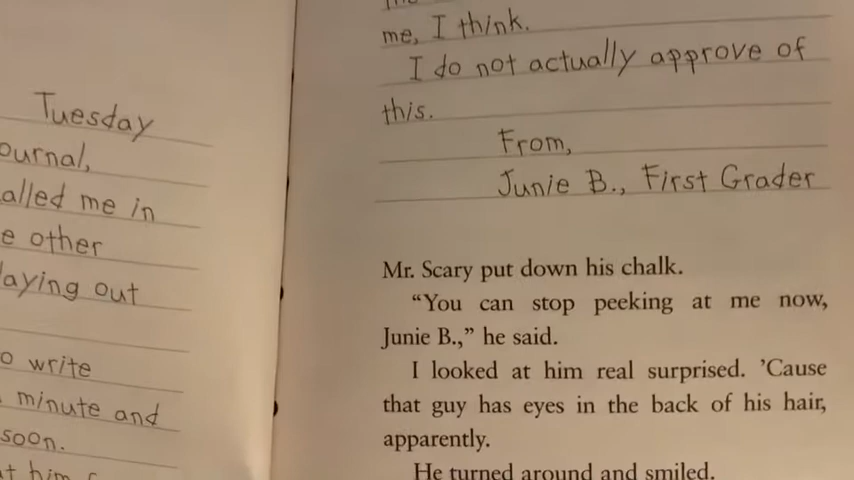 Tuesday
ournal,
alled me in
e other
laying out
o write
minute and
soon.
t him
me, I think.
I do not actually approve of
this.
From,
Junie B., First Grader
Mr. Scary put down his chalk.
“You can stop peeking at me now,
Junie B.,” he said.
I looked at him real surprised. ’Cause
that guy has eyes in the back of his hair,
apparently.
He turned around and smiled.